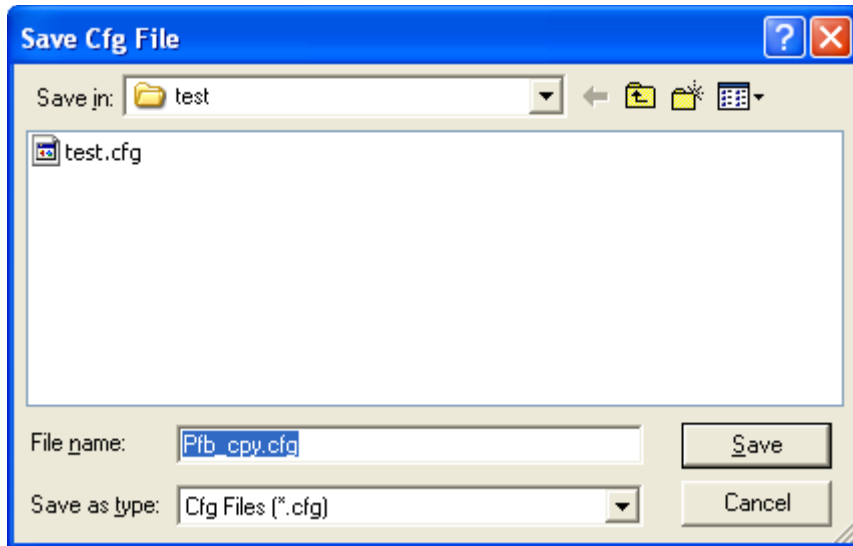 Save Cfg File
Save in: test
test.cfg
File name: Pfb_cpy.cfg Save
Save as type: Cfg Files (*.cfg) Cancel